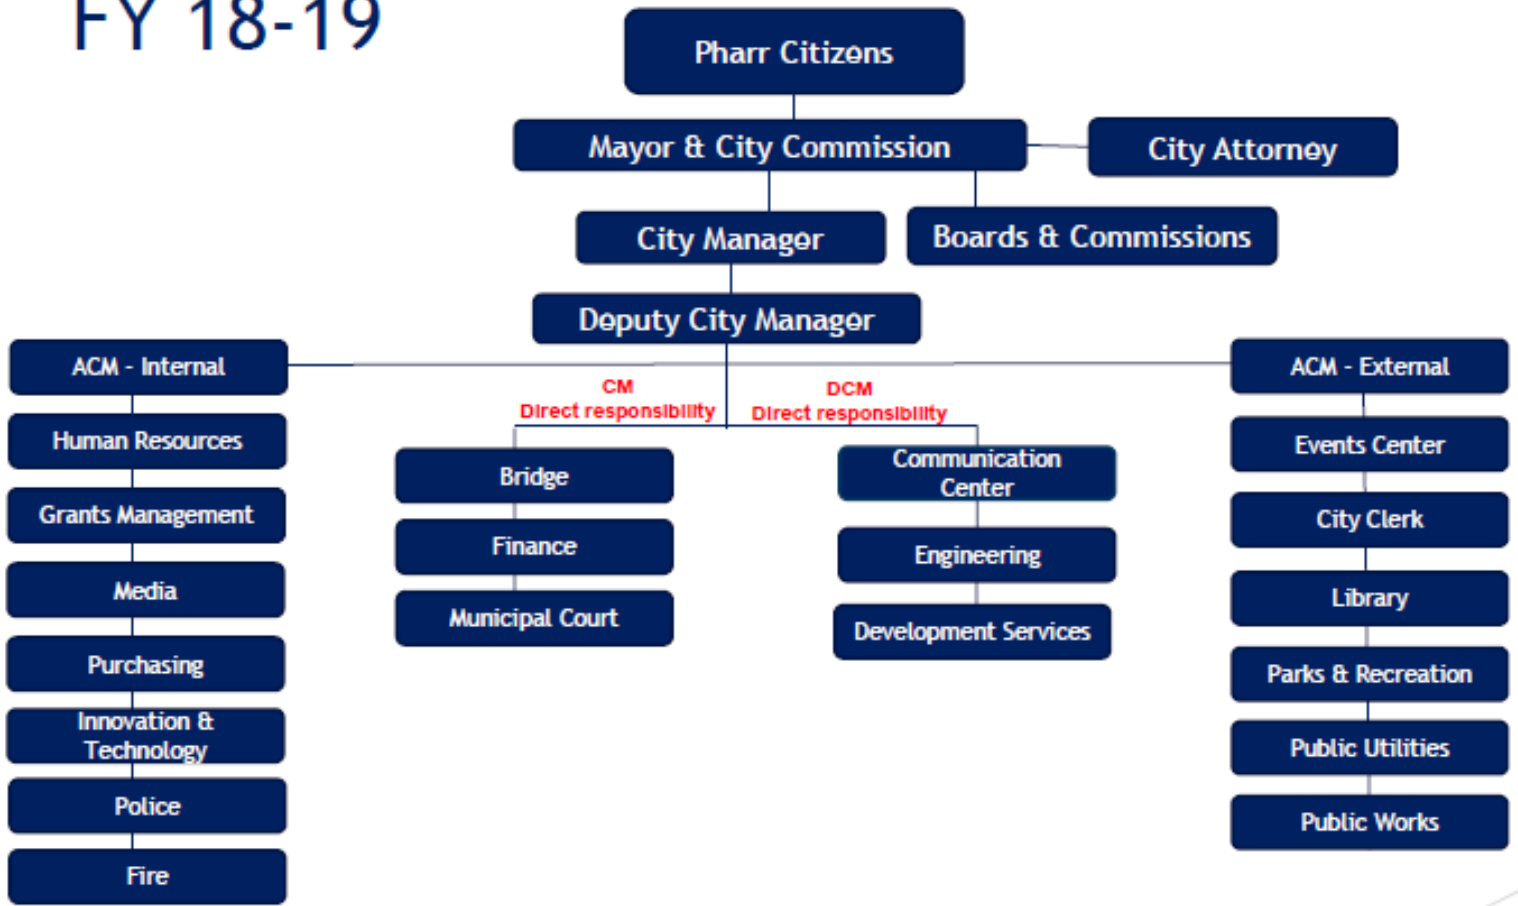 FY 18-19
Pharr Citizens
Mayor & City Commission
City Attorney
City Manager
Boards & Commissions
Deputy City Manager
ACM - Internal
Human Resources
Grants Management
Media
Purchasing
Innovation &
Technology
Police
Fire
CM
Direct responsibility
Bridge
Finance
Municipal Court
DCM
Direct responsibility
Communication
Center
Engineering
Development Services
ACM - External
Events Center
City Clerk
Library
Parks & Recreation
Public Utilities
Public Works